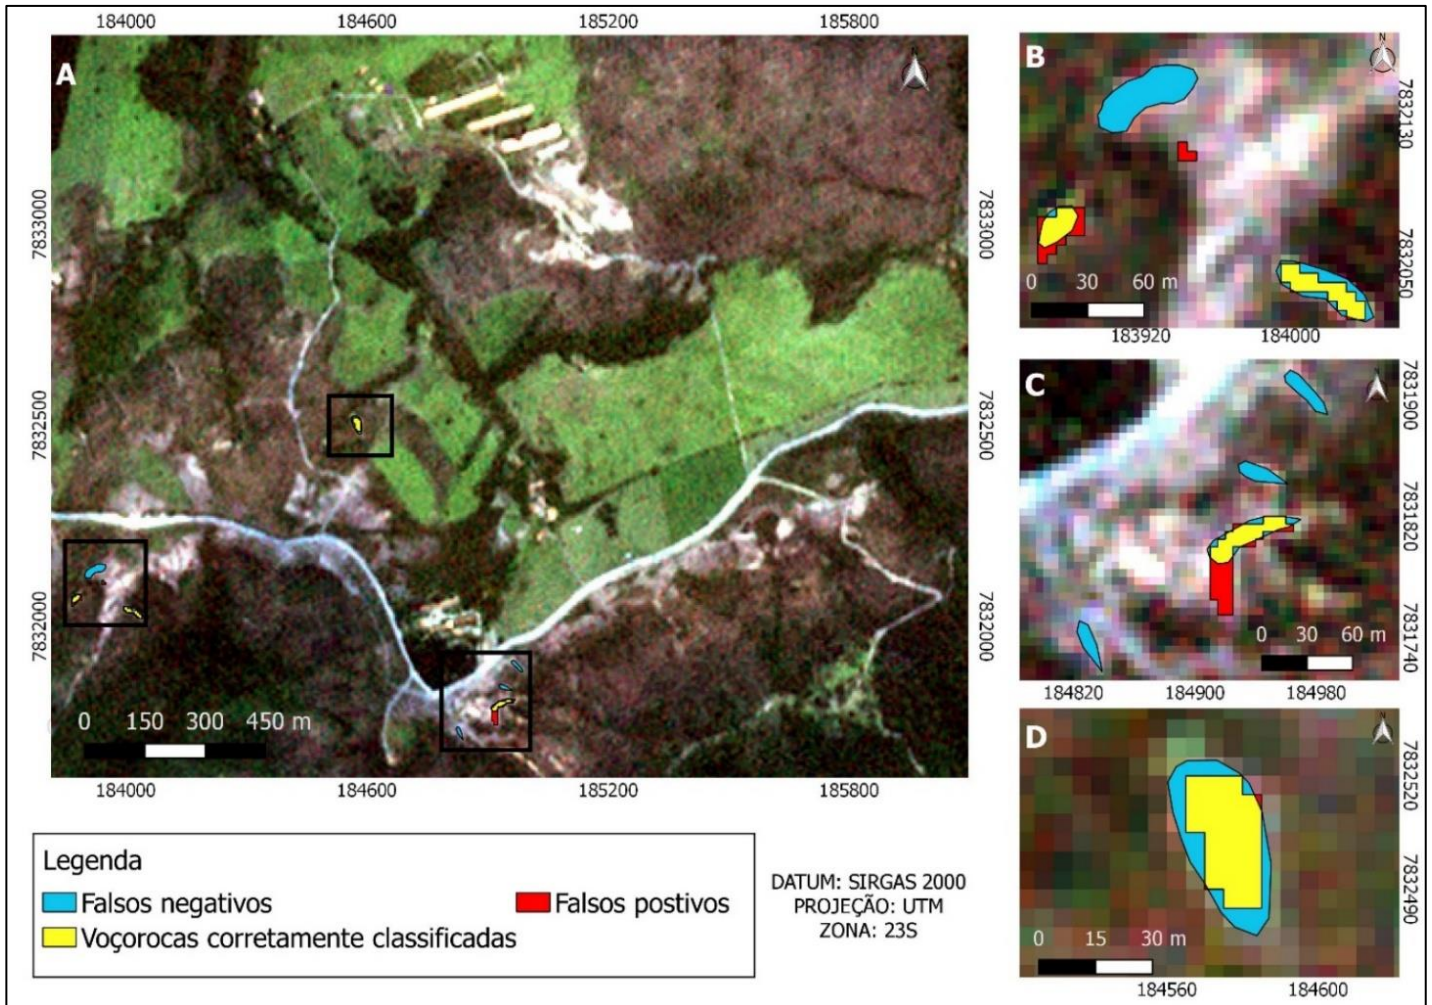 184000 184600 185200 185800
A
N
7833000
7833000
7832500
7832500
7832000
7832000
0 150 300 450 m
184000 184600 185200 185800
B
N
7832130
7832050
0 30 60 m
183920 184000
C
N
7831900
7831820
7831740
0 30 60 m
184820 184900 184980
D
N
7832520
7832490
0 15 30 m
184560 184600
Legenda
Falsos negativos
Falsos postivos
Voçorocas corretamente classificadas
DATUM: SIRGAS 2000
PROJEÇÃO: UTM
ZONA: 23S